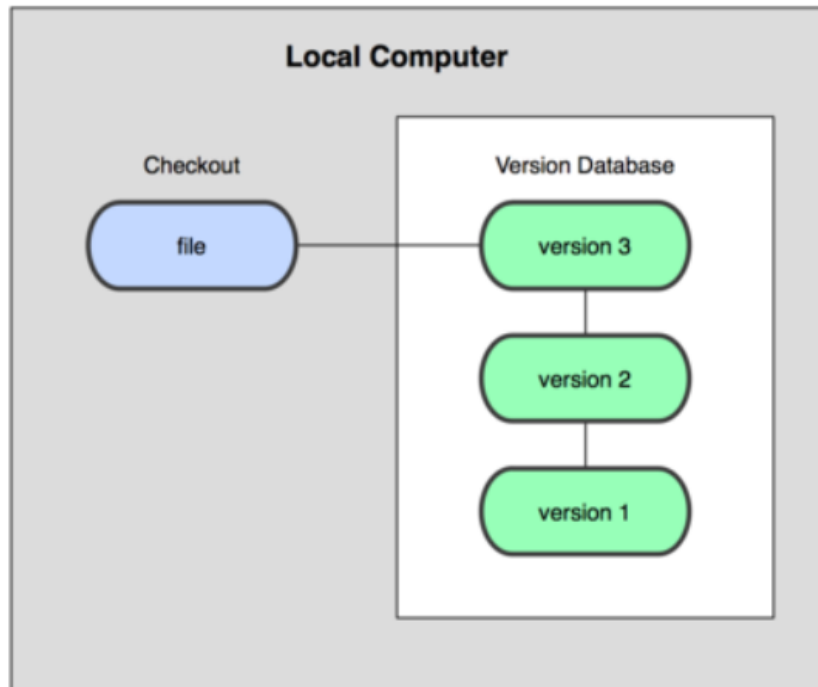 Local Computer
Checkout
Version Database
file
version 3
version 2
version 1